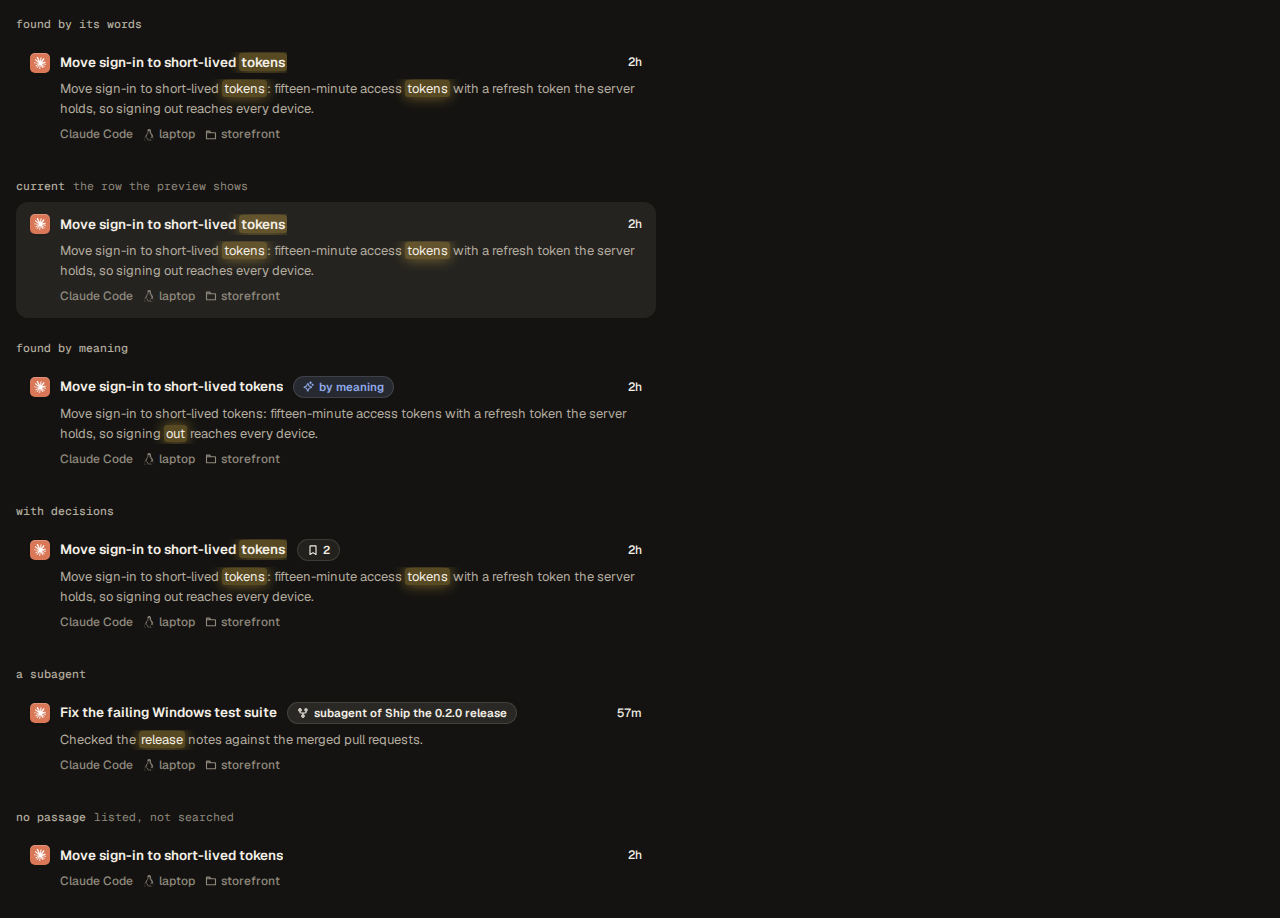 found by its words
Move sign-in to short-lived tokens 2h
Move sign-in to short-lived tokens: fifteen-minute access tokens with a refresh token the server
holds, so signing out reaches every device.
Claude Code laptop storefront
current the row the preview shows
Move sign-in to short-lived tokens 2h
Move sign-in to short-lived tokens: fifteen-minute access tokens with a refresh token the server
holds, so signing out reaches every device.
Claude Code laptop storefront
found by meaning
Move sign-in to short-lived tokens by meaning 2h
Move sign-in to short-lived tokens: fifteen-minute access tokens with a refresh token the server
holds, so signing out reaches every device.
Claude Code laptop storefront
with decisions
Move sign-in to short-lived tokens 2 2h
Move sign-in to short-lived tokens: fifteen-minute access tokens with a refresh token the server
holds, so signing out reaches every device.
Claude Code laptop storefront
a subagent
Fix the failing Windows test suite subagent of Ship the 0.2.0 release 57m
Checked the release notes against the merged pull requests.
Claude Code laptop storefront
no passage listed, not searched
Move sign-in to short-lived tokens 2h
Claude Code laptop storefront